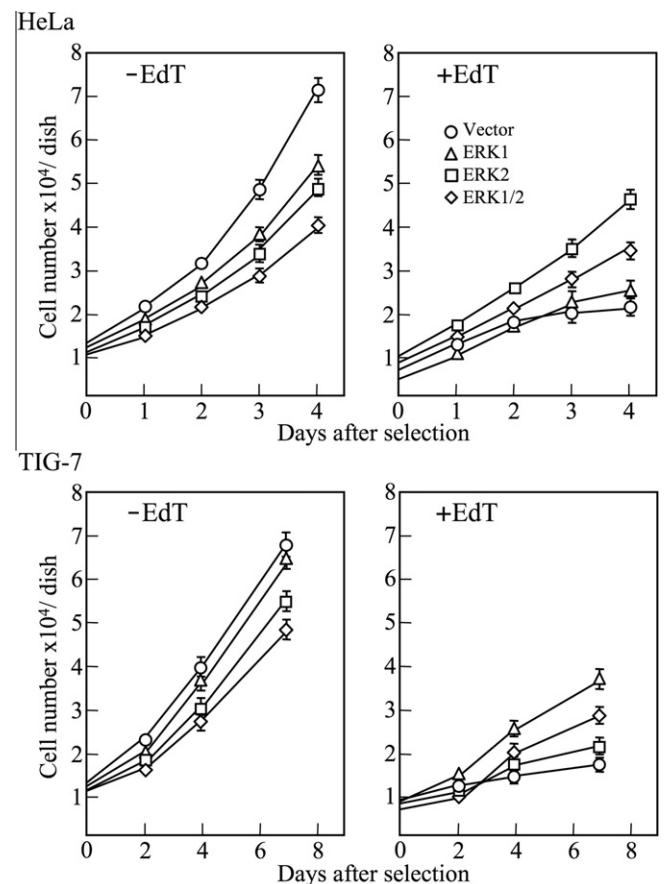 HeLa
−EdT
+EdT
Cell number x10⁴/ dish
8
7
6
5
4
3
2
1
0 1 2 3 4
8
7
6
5
4
3
2
1
0 1 2 3 4
Vector
ERK1
ERK2
ERK1/2
Days after selection
TIG-7
−EdT
+EdT
Cell number x10⁴/ dish
8
7
6
5
4
3
2
1
0 2 4 6 8
8
7
6
5
4
3
2
1
0 2 4 6 8
Days after selection
Days after selection